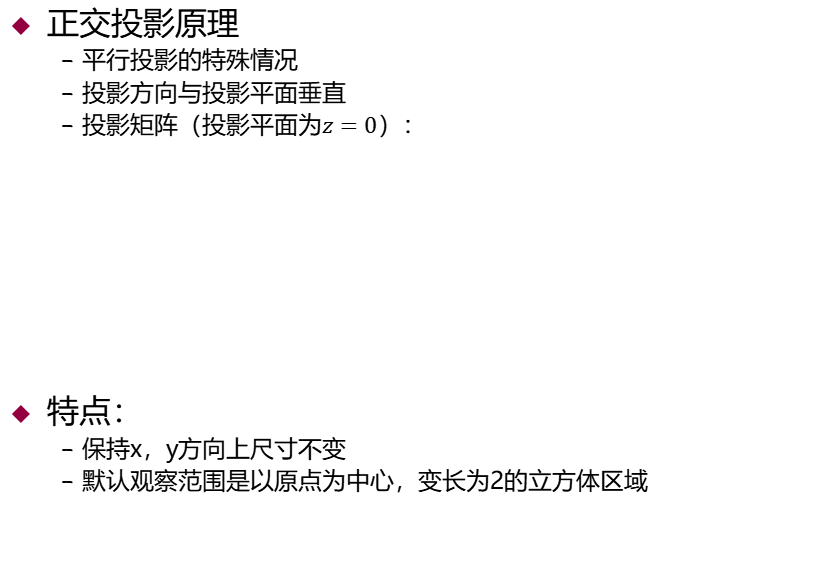 ◆ 正交投影原理
– 平行投影的特殊情况
– 投影方向与投影平面垂直
– 投影矩阵（投影平面为z = 0）:
◆ 特点:
– 保持x，y方向上尺寸不变
– 默认观察范围是以原点为中心，变长为2的立方体区域